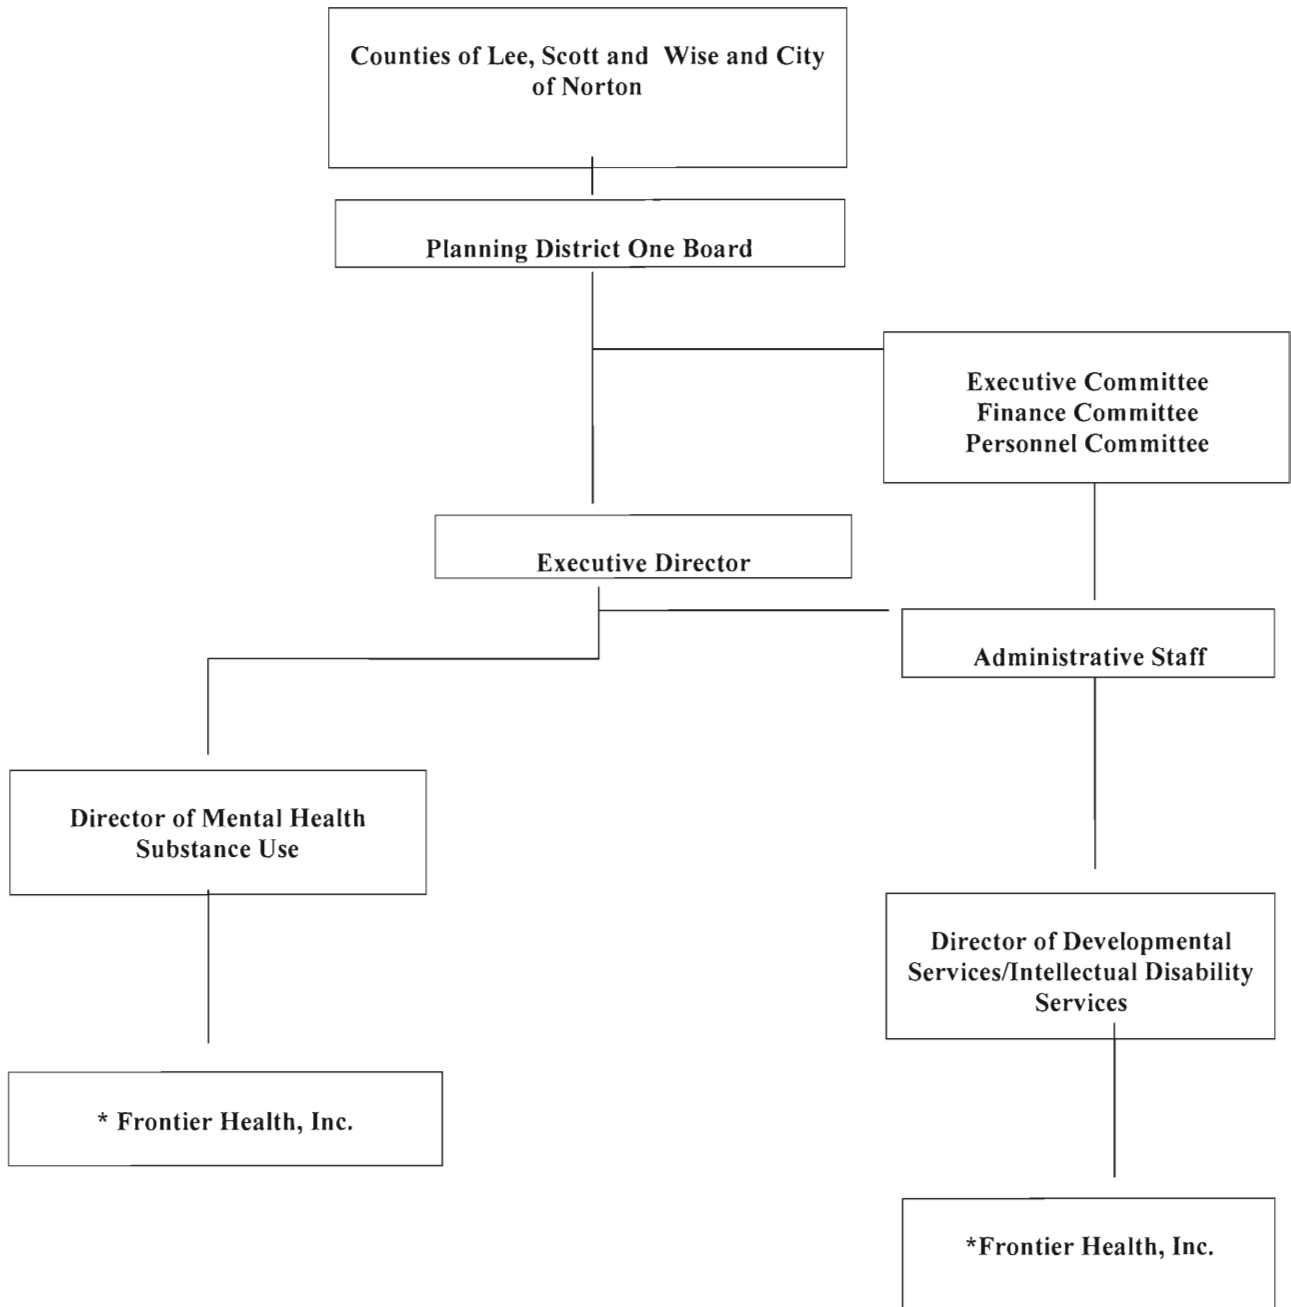 Counties of Lee, Scott and Wise and City
of Norton
Planning District One Board
Executive Committee
Finance Committee
Personnel Committee
Executive Director
Administrative Staff
Director of Mental Health
Substance Use
Director of Developmental
Services/Intellectual Disability
Services
* Frontier Health, Inc.
*Frontier Health, Inc.